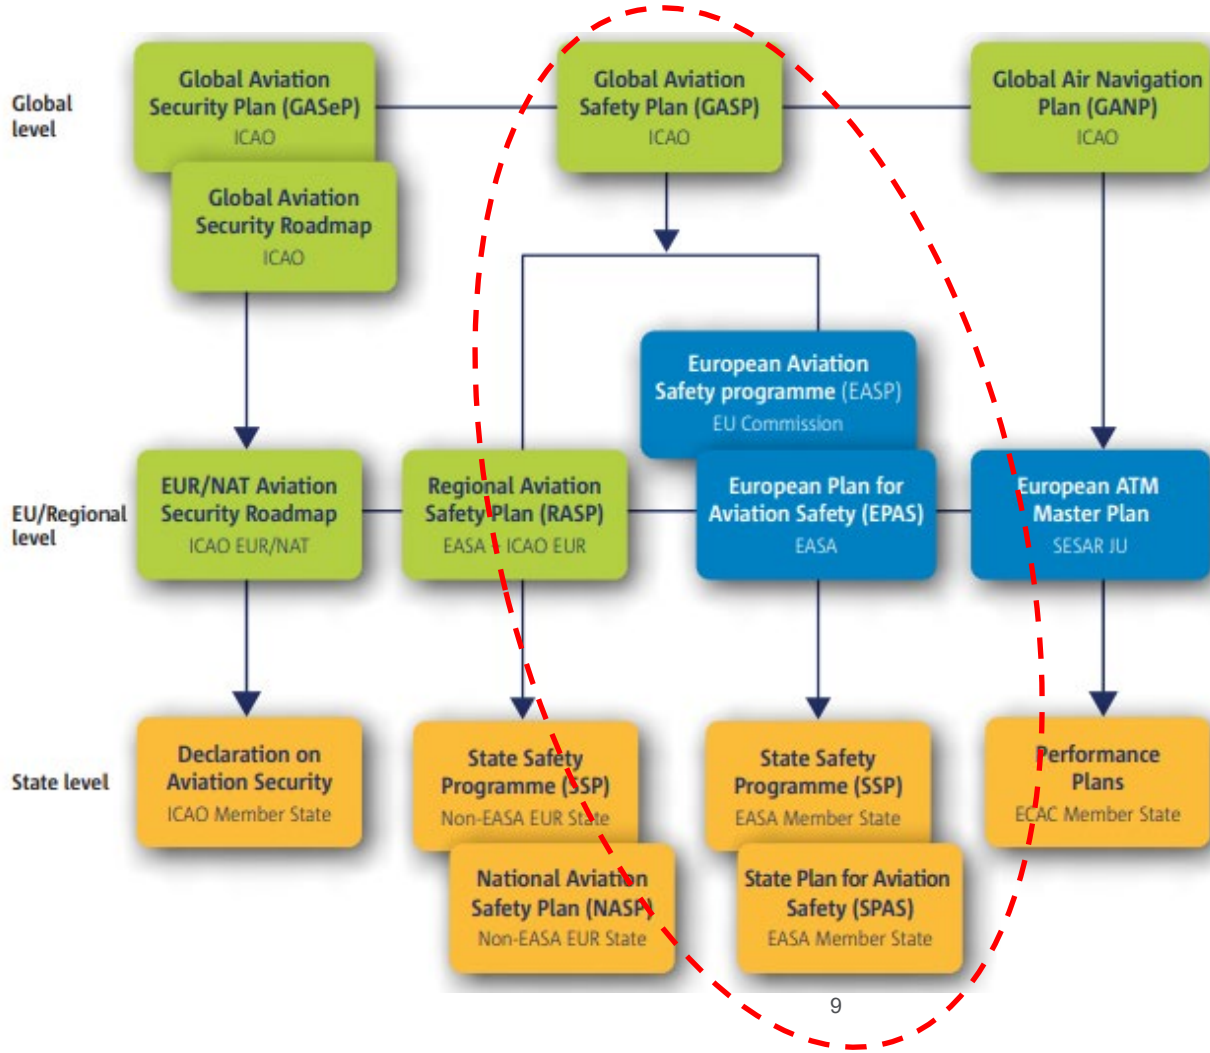 Global
level
Global Aviation
Security Plan (GASeP)
ICAO
Global Aviation
Security Roadmap
ICAO
Global Aviation
Safety Plan (GASP)
ICAO
Global Air Navigation
Plan (GANP)
ICAO
European Aviation
Safety programme (EASP)
EU Commission
EU/Regional
level
EUR/NAT Aviation
Security Roadmap
ICAO EUR/NAT
Regional Aviation
Safety Plan (RASP)
EASA + ICAO EUR
European Plan for
Aviation Safety (EPAS)
EASA
European ATM
Master Plan
SESAR JU
State level
Declaration on
Aviation Security
ICAO Member State
State Safety
Programme (SSP)
Non-EASA EUR State
National Aviation
Safety Plan (NASP)
Non-EASA EUR State
State Safety
Programme (SSP)
EASA Member State
State Plan for Aviation
Safety (SPAS)
EASA Member State
Performance
Plans
ECAC Member State
9